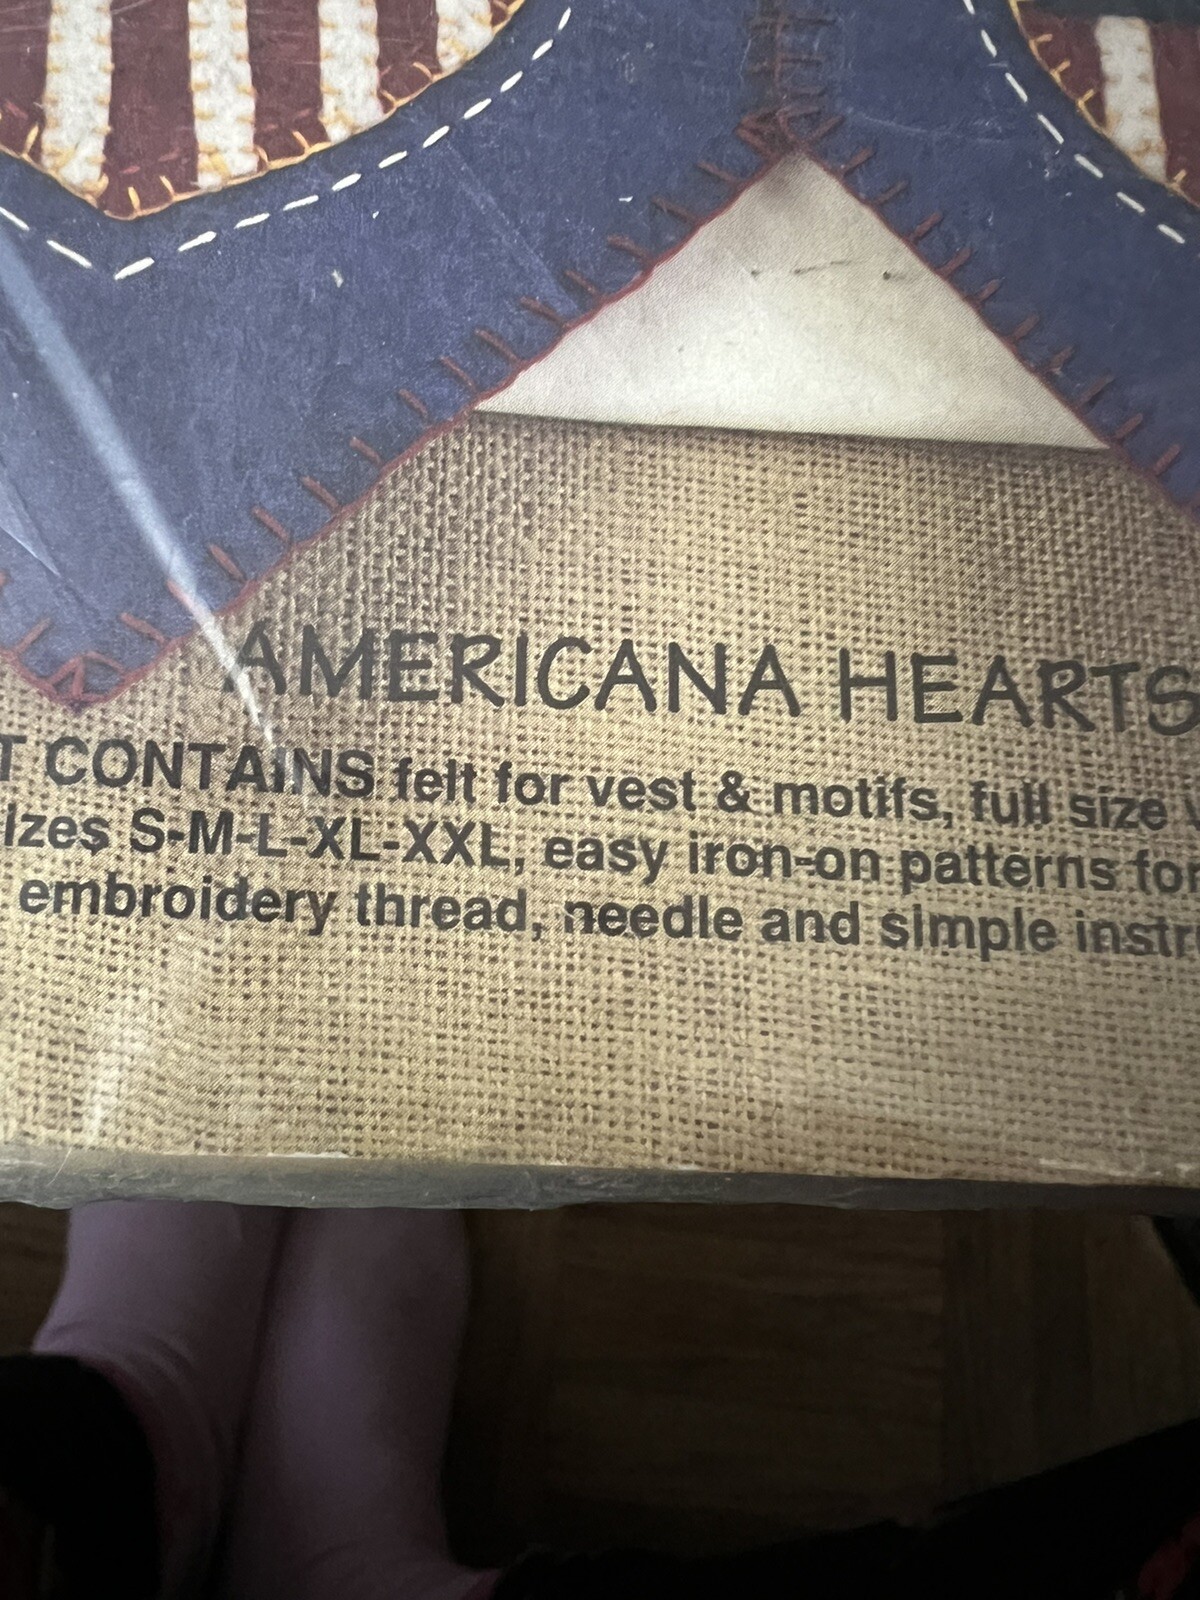 AMERICANA HEARTS
T CONTAINS felt for vest & motifs, full size
izes S-M-L-XL-XXL, easy iron-on patterns for
embroidery thread, needle and simple instr